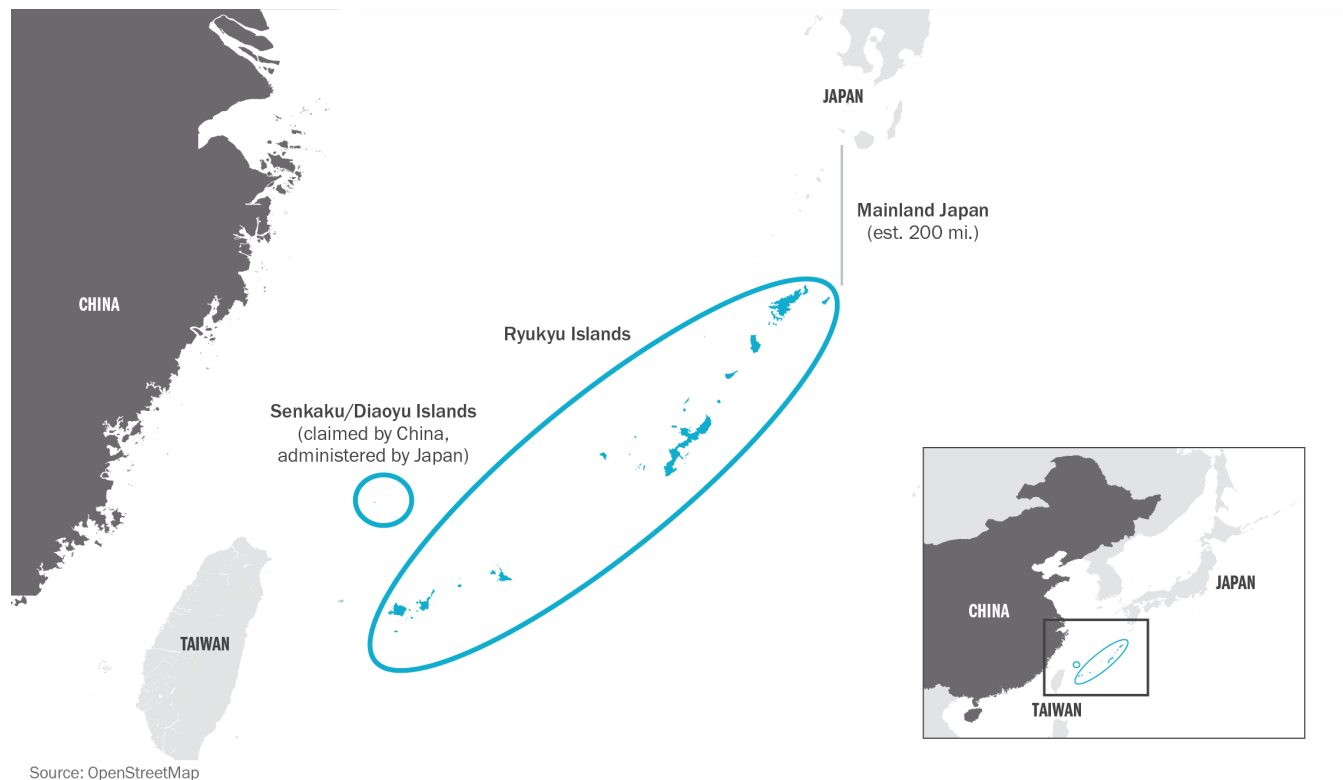 JAPAN
Mainland Japan
(est. 200 mi.)
CHINA
Ryukyu Islands
Senkaku/Diaoyu Islands
(claimed by China,
administered by Japan)
TAIWAN
JAPAN
CHINA
TAIWAN
Source: OpenStreetMap